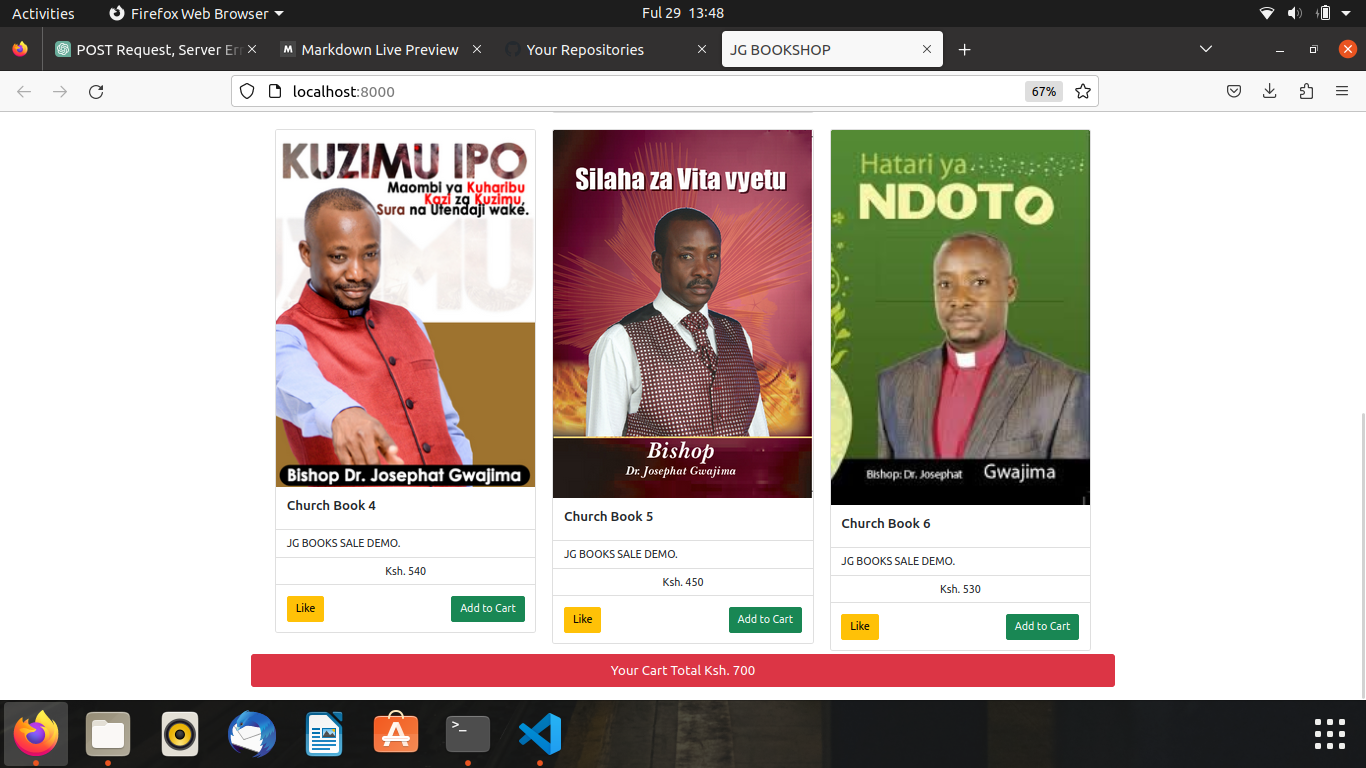 Activities
Firefox Web Browser
Ful 29 13:48
POST Request, Server Err
Markdown Live Preview
Your Repositories
JG BOOKSHOP
localhost:8000
67%
KUZIMU IPO
Maombi ya Kuharibu
Kazi za Kuzimu,
Sura na Utendaji wake.
Bishop Dr. Josephat Gwajima
Church Book 4
JG BOOKS SALE DEMO.
Ksh. 540
Like
Add to Cart
Silaha za Vita vyetu
Bishop
Dr. Josephat Gwajima
Church Book 5
JG BOOKS SALE DEMO.
Ksh. 450
Like
Add to Cart
Hatari ya
NDOTO
Bishop: Dr. Josephat Gwajima
Church Book 6
JG BOOKS SALE DEMO.
Ksh. 530
Like
Add to Cart
Your Cart Total Ksh. 700